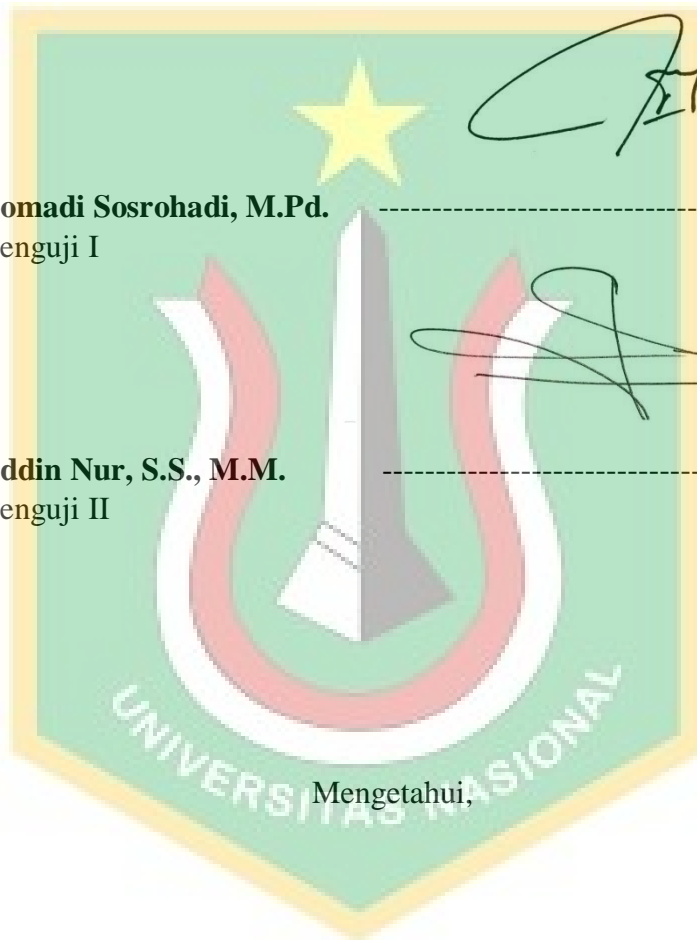 omadi Sosrohadi, M.Pd. ------------------------------
enguji I
ddin Nur, S.S., M.M. ------------------------------
enguji II
UNIVERSITAS NASIONAL
Mengetahui,